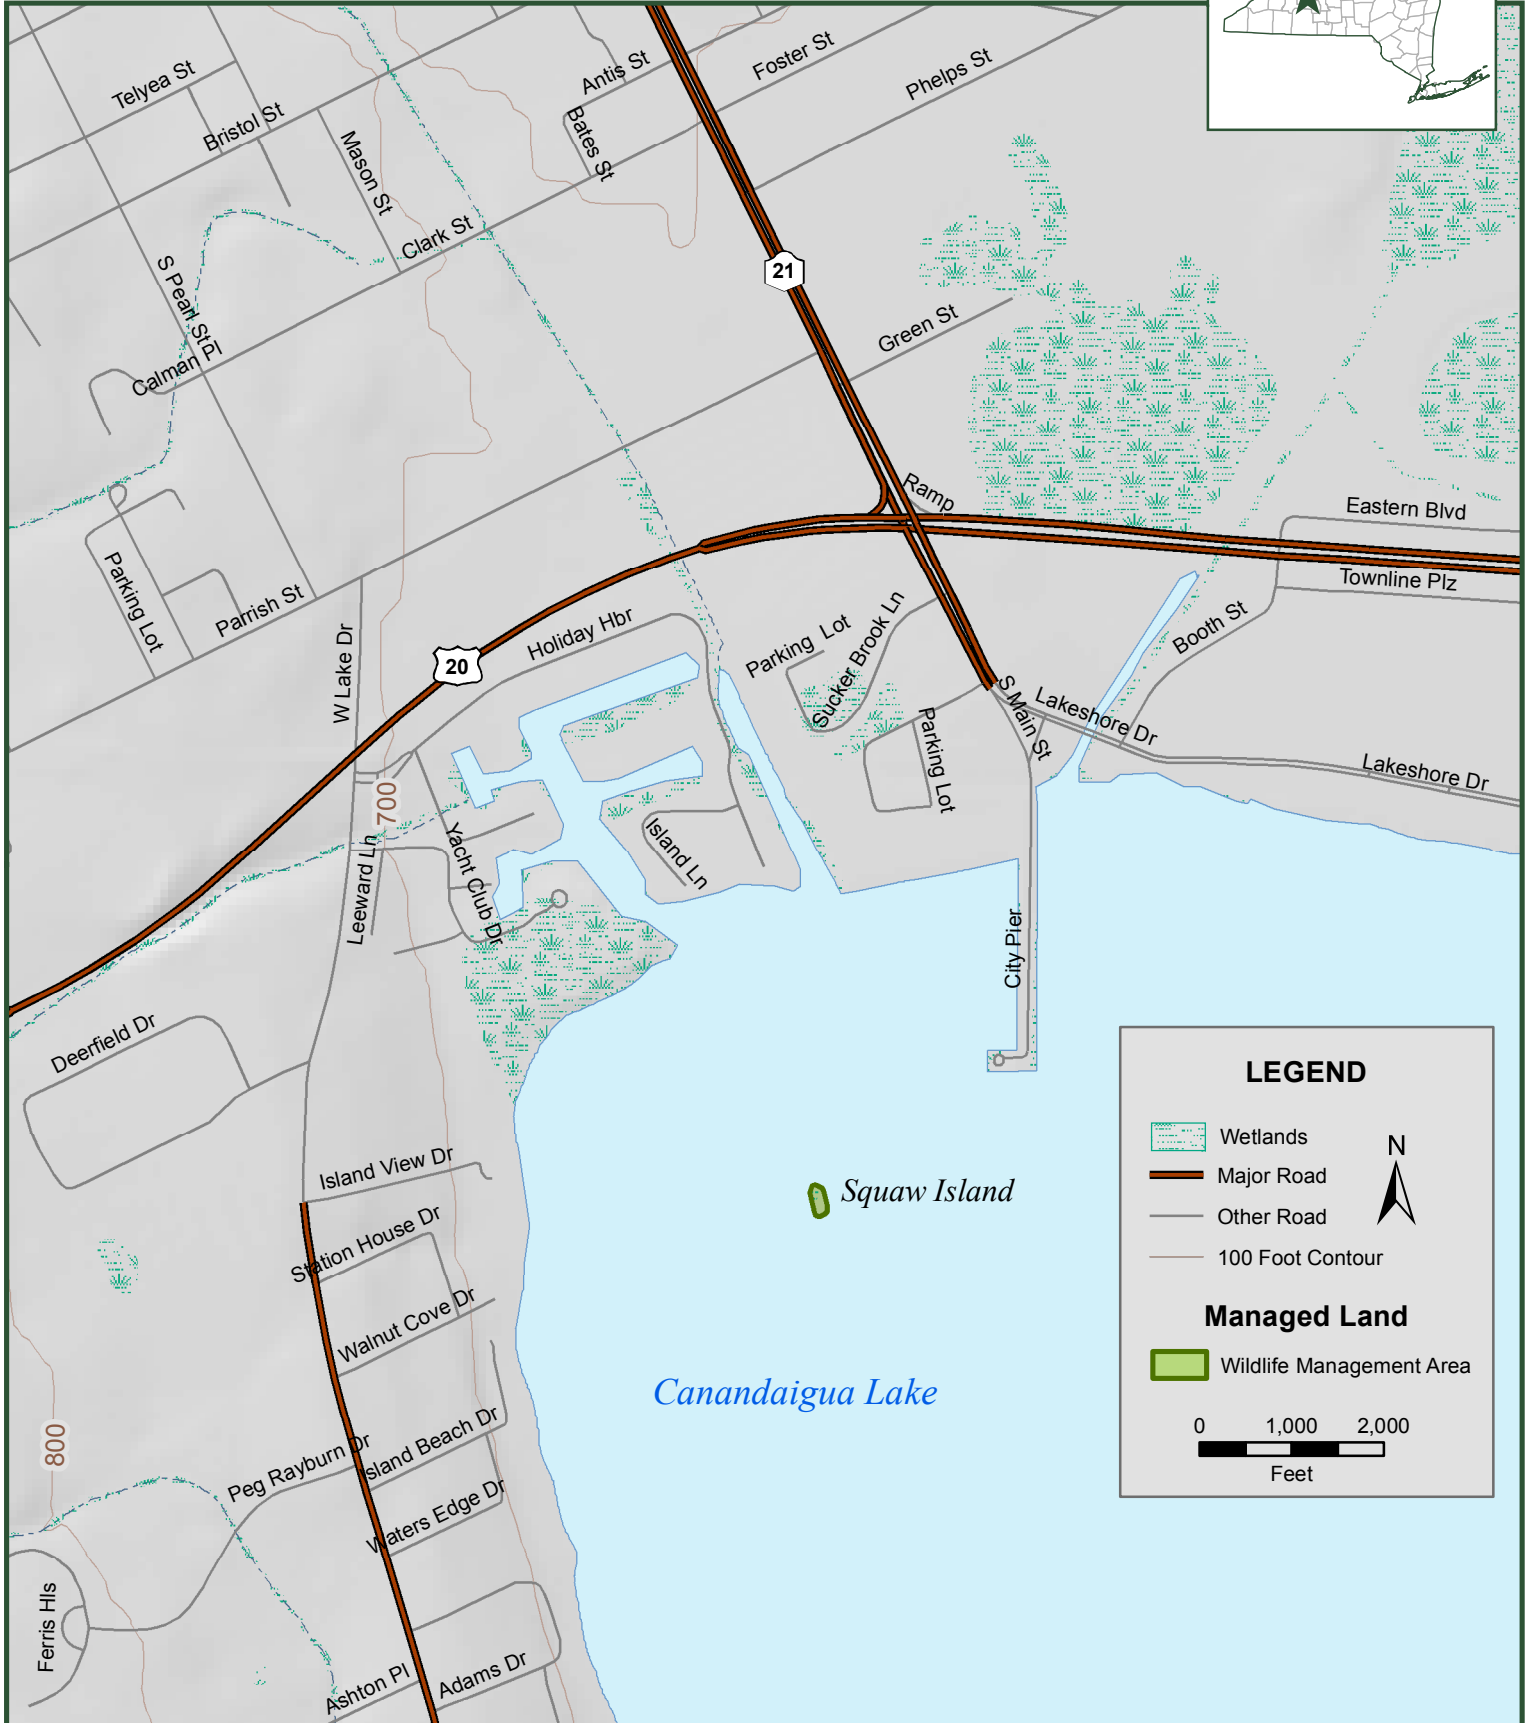 Telyea St
Bristol St
Mason St
Antis St
Bates St
Foster St
Phelps St
Clark St
S Pearl St
Calman Pl
21
Green St
Ramp
Eastern Blvd
Townline Plz
Booth St
Parking Lot
Parrish St
W Lake Dr
20
Holiday Hbr
Parking Lot
Sucker Brook Ln
Parking Lot
S Main St
Lakeshore Dr
Lakeshore Dr
700
Leeward Ln
Yacht Club Dr
Island Ln
City Pier
Deerfield Dr
Island View Dr
Station House Dr
Walnut Cove Dr
Squaw Island
Canandaigua Lake
800
Peg Rayburn Dr
Island Beach Dr
Waters Edge Dr
Ferris Hls
Ashton Pl
Adams Dr
LEGEND
Wetlands
N
Major Road
Other Road
100 Foot Contour
Managed Land
Wildlife Management Area
0 1,000 2,000
Feet